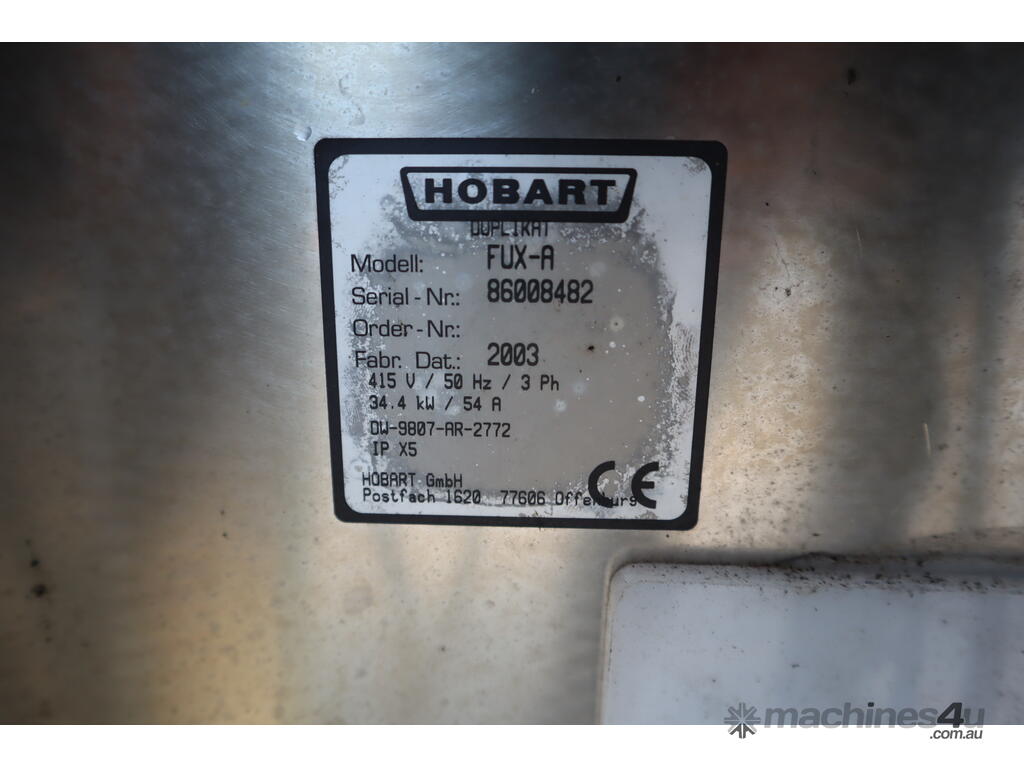 HOBART
DUPLIKAT
Modell: FUX-A
Serial-Nr.: 86008482
Order-Nr.:
Fabr. Dat.: 2003
415 V / 50 Hz / 3 Ph
34.4 kW / 54 A
DW-9807-AR-2772
IP X5
HOBART GmbH
Postfach 1620 77606 Offenburg
CE
machines4u
.com.au